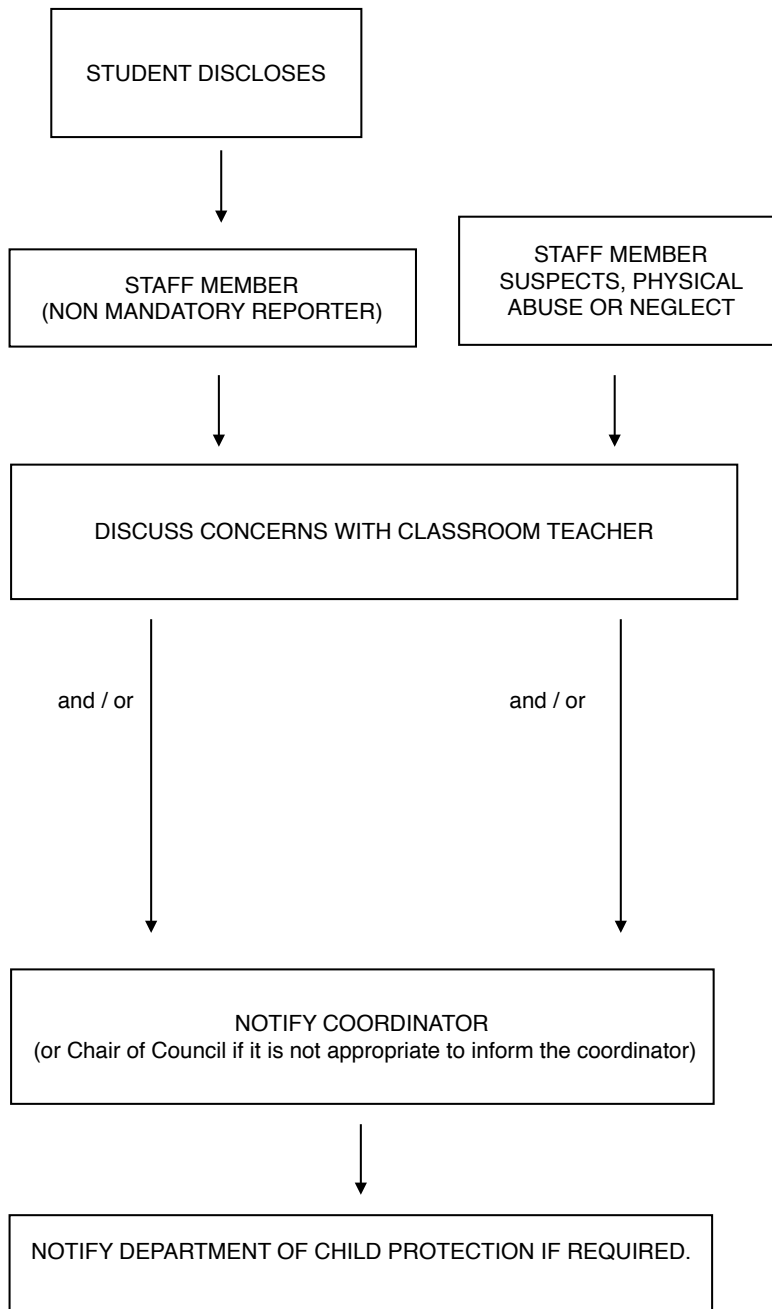 STUDENT DISCLOSES
STAFF MEMBER
(NON MANDATORY REPORTER)
STAFF MEMBER
SUSPECTS, PHYSICAL
ABUSE OR NEGLECT
DISCUSS CONCERNS WITH CLASSROOM TEACHER
and / or
and / or
NOTIFY COORDINATOR
(or Chair of Council if it is not appropriate to inform the coordinator)
NOTIFY DEPARTMENT OF CHILD PROTECTION IF REQUIRED.